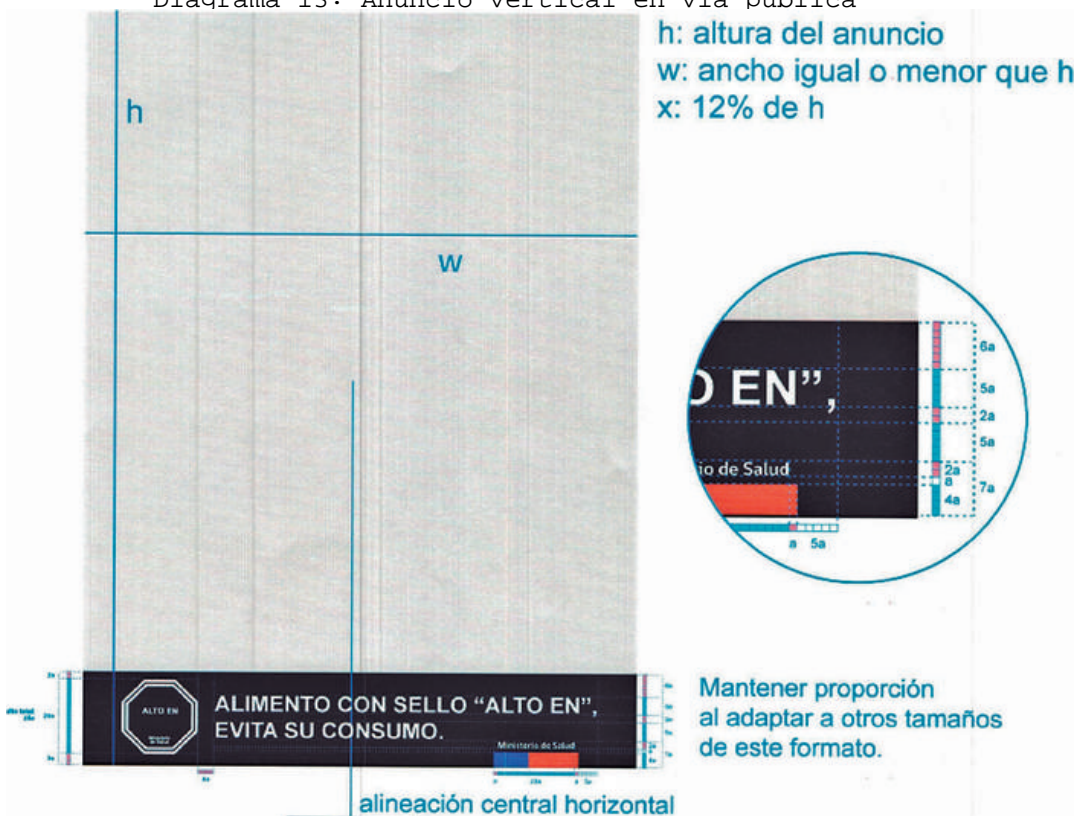 Diagrama 13: Anuncio vertical en vía pública
h: altura del anuncio
w: ancho igual o menor que h
x: 12% de h
h
w
O EN”,
io de Salud
6a
5a
2a
5a
2a
a
4a
7a
a 5a
ALTO EN
ALIMENTO CON SELLO “ALTO EN”,
EVITA SU CONSUMO.
Ministerio de Salud
Mantener proporción
al adaptar a otros tamaños
de este formato.
alineación central horizontal